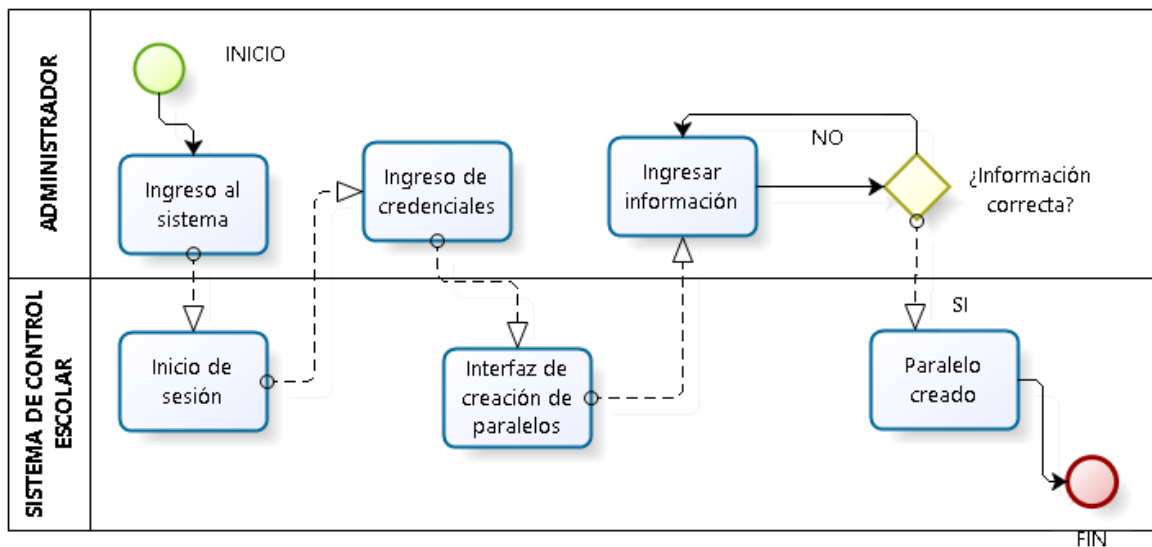 ADMINISTRADOR
INICIO
Ingreso al
sistema
Ingreso de
credenciales
Ingresar
información
NO
¿Información
correcta?
SISTEMA DE CONTROL
ESCOLAR
Inicio de
sesión
Interfaz de
creación de
paralelos
SI
Paralelo
creado
FIN